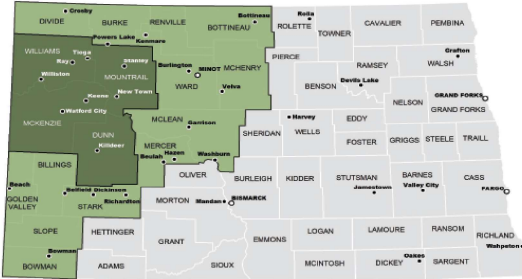 Crosby
DIVIDE
BURKE
RENVILLE
Bottineau
BOTTINEAU
Rolla
ROLETTE
TOWNER
CAVALIER
PEMBINA
Powers Lake
Kenmare
WILLIAMS
Tioga
Ray
Stanley
Williston
MOUNTRAIL
Burlington
MINOT
MCHENRY
WARD
Velva
PIERCE
BENSON
RAMSEY
Devils Lake
WALSH
Grafton
NELSON
GRAND FORKS
GRAND FORKS
Keene
New Town
Watford City
MCKENZIE
DUNN
Killdeer
MCLEAN
Garrison
MERCER
Beulah
Hazen
Washburn
SHERIDAN
Harvey
WELLS
EDDY
FOSTER
GRIGGS
STEELE
TRAILL
BILLINGS
Beach
GOLDEN
VALLEY
Belfield
Dickinson
Richardton
STARK
OLIVER
MORTON
Mandan
BISMARCK
BURLEIGH
KIDDER
STUTSMAN
Jamestown
BARNES
Valley City
CASS
FARGO
SLOPE
Bowman
BOWMAN
HETTINGER
ADAMS
GRANT
SIOUX
EMMONS
LOGAN
MCINTOSH
LAMOURE
DICKEY
Oakes
RANSOM
SARGENT
RICHLAND
Wahpeton